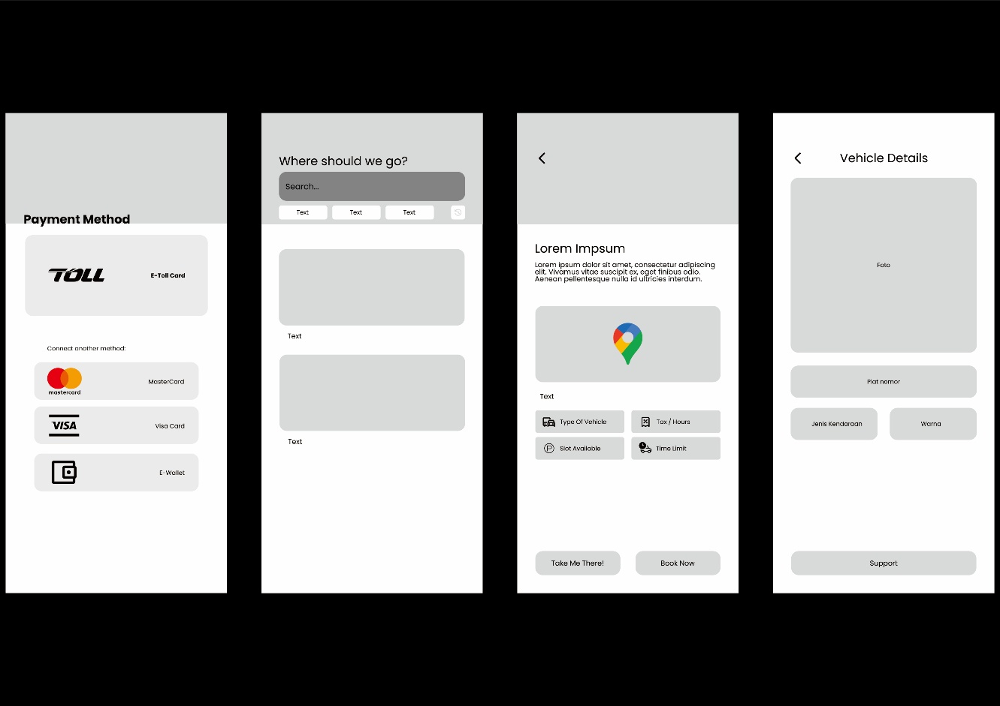 Payment Method
TOLL
E-Toll Card
Connect another method:
mastercard
MasterCard
VISA
Visa Card
E-Wallet
Where should we go?
Search...
Text
Text
Text
Text
Text
Lorem Impsum
Lorem ipsum dolor sit amet, consectetur adipiscing
elit. Vivamus vitae suscipit ex, eget finibus odio.
Aenean pellentesque nulla id ultricies interdum.
Text
Type Of Vehicle
Tax / Hours
P
Slot Available
Time Limit
Take Me There!
Book Now
Vehicle Details
Foto
Plat nomor
Jenis Kendaraan
Warna
Support